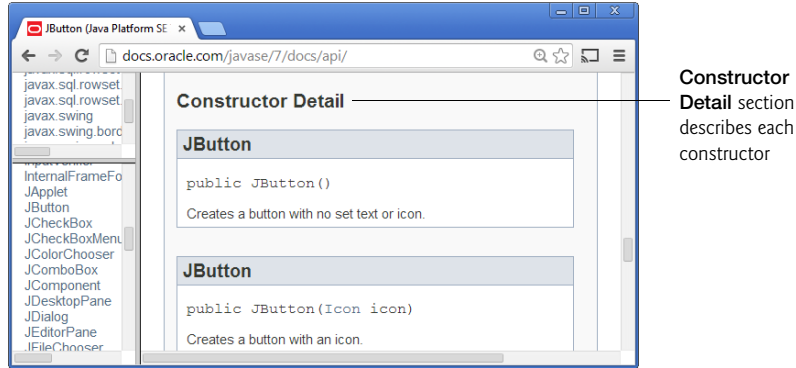 JButton (Java Platform SE
docs.oracle.com/javase/7/docs/api/
javax.sql.rowset.
javax.sql.rowset.
javax.swing
javax.swing.bord
InternalFrameFo
JApplet
JButton
JCheckBox
JCheckBoxMenu
JColorChooser
JComboBox
JComponent
JDesktopPane
JDialog
JEditorPane
JFileChooser
Constructor Detail
JButton
public JButton()
Creates a button with no set text or icon.
JButton
public JButton(Icon icon)
Creates a button with an icon.
Constructor
Detail section
describes each
constructor